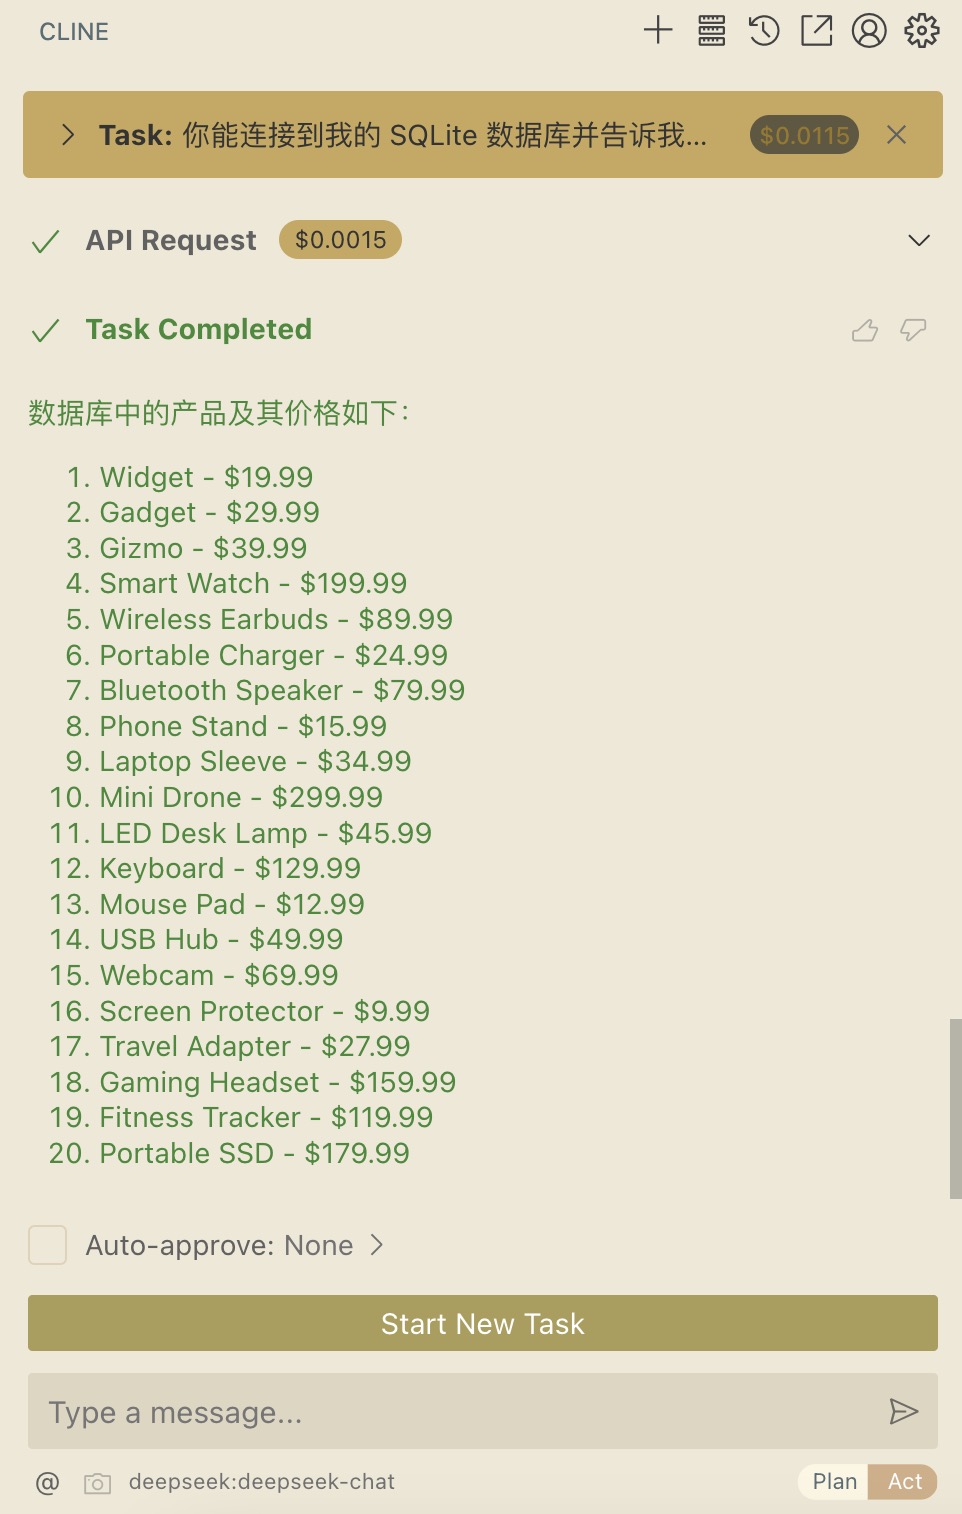 CLINE
Task: 你能连接到我的 SQLite 数据库并告诉我... $0.0115
API Request $0.0015
Task Completed
数据库中的产品及其价格如下：
1. Widget - $19.99
2. Gadget - $29.99
3. Gizmo - $39.99
4. Smart Watch - $199.99
5. Wireless Earbuds - $89.99
6. Portable Charger - $24.99
7. Bluetooth Speaker - $79.99
8. Phone Stand - $15.99
9. Laptop Sleeve - $34.99
10. Mini Drone - $299.99
11. LED Desk Lamp - $45.99
12. Keyboard - $129.99
13. Mouse Pad - $12.99
14. USB Hub - $49.99
15. Webcam - $69.99
16. Screen Protector - $9.99
17. Travel Adapter - $27.99
18. Gaming Headset - $159.99
19. Fitness Tracker - $119.99
20. Portable SSD - $179.99
Auto-approve: None
Start New Task
Type a message...
@ deepseek:deepseek-chat Plan Act